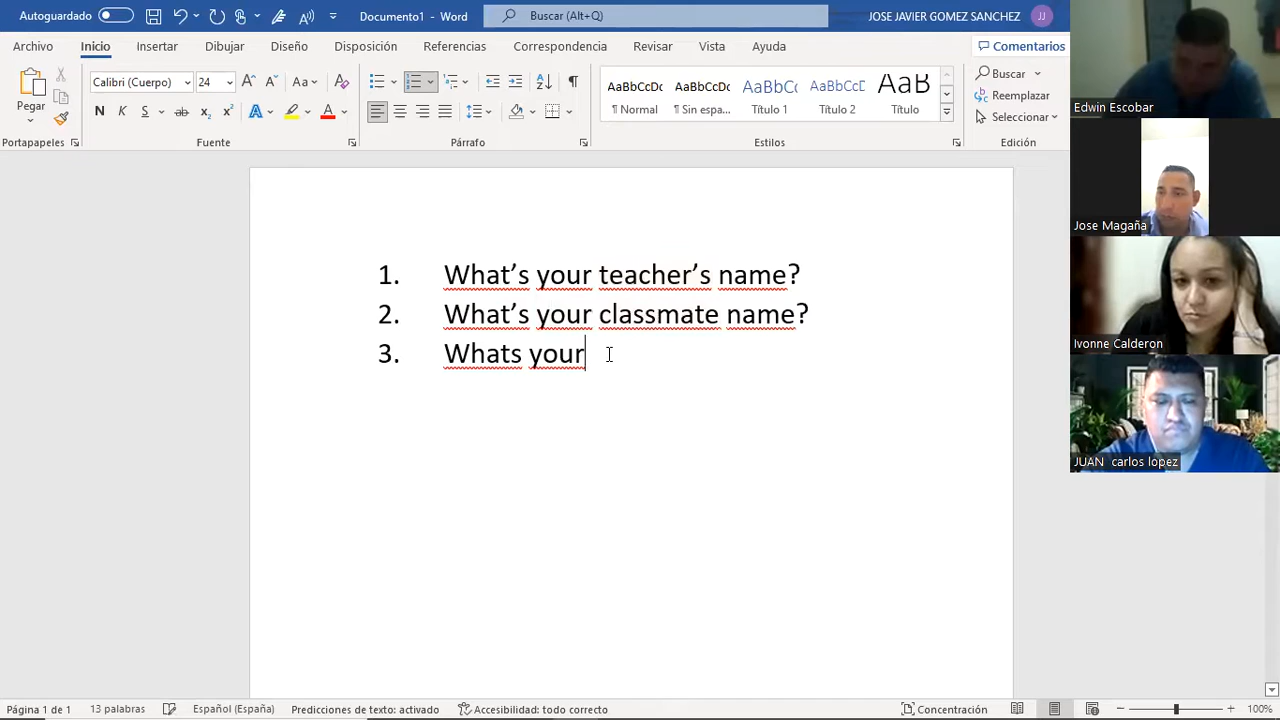 Autoguardado
Documento1 - Word
Buscar (Alt+Q)
JOSE JAVIER GOMEZ SANCHEZ
JJ
Archivo Inicio Insertar Dibujar Diseño Disposición Referencias Correspondencia Revisar Vista Ayuda
Comentarios
Pegar
Portapapeles
Calibri (Cuerpo) 24
N K S ab x₂ x²
Fuente
Párrafo
AaBbCcDc AaBbCcDc AaBbCc AaBbCcD AaB
¶ Normal ¶ Sin espa... Título 1 Título 2 Título
Estilos
Buscar
Reemplazar
Seleccionar
Edición
1. What’s your teacher’s name?
2. What’s your classmate name?
3. Whats your
Edwin Escobar
Jose Magaña
Ivonne Calderon
JUAN carlos lopez
Página 1 de 1 13 palabras Español (España) Predicciones de texto: activado Accesibilidad: todo correcto Concentración 100%